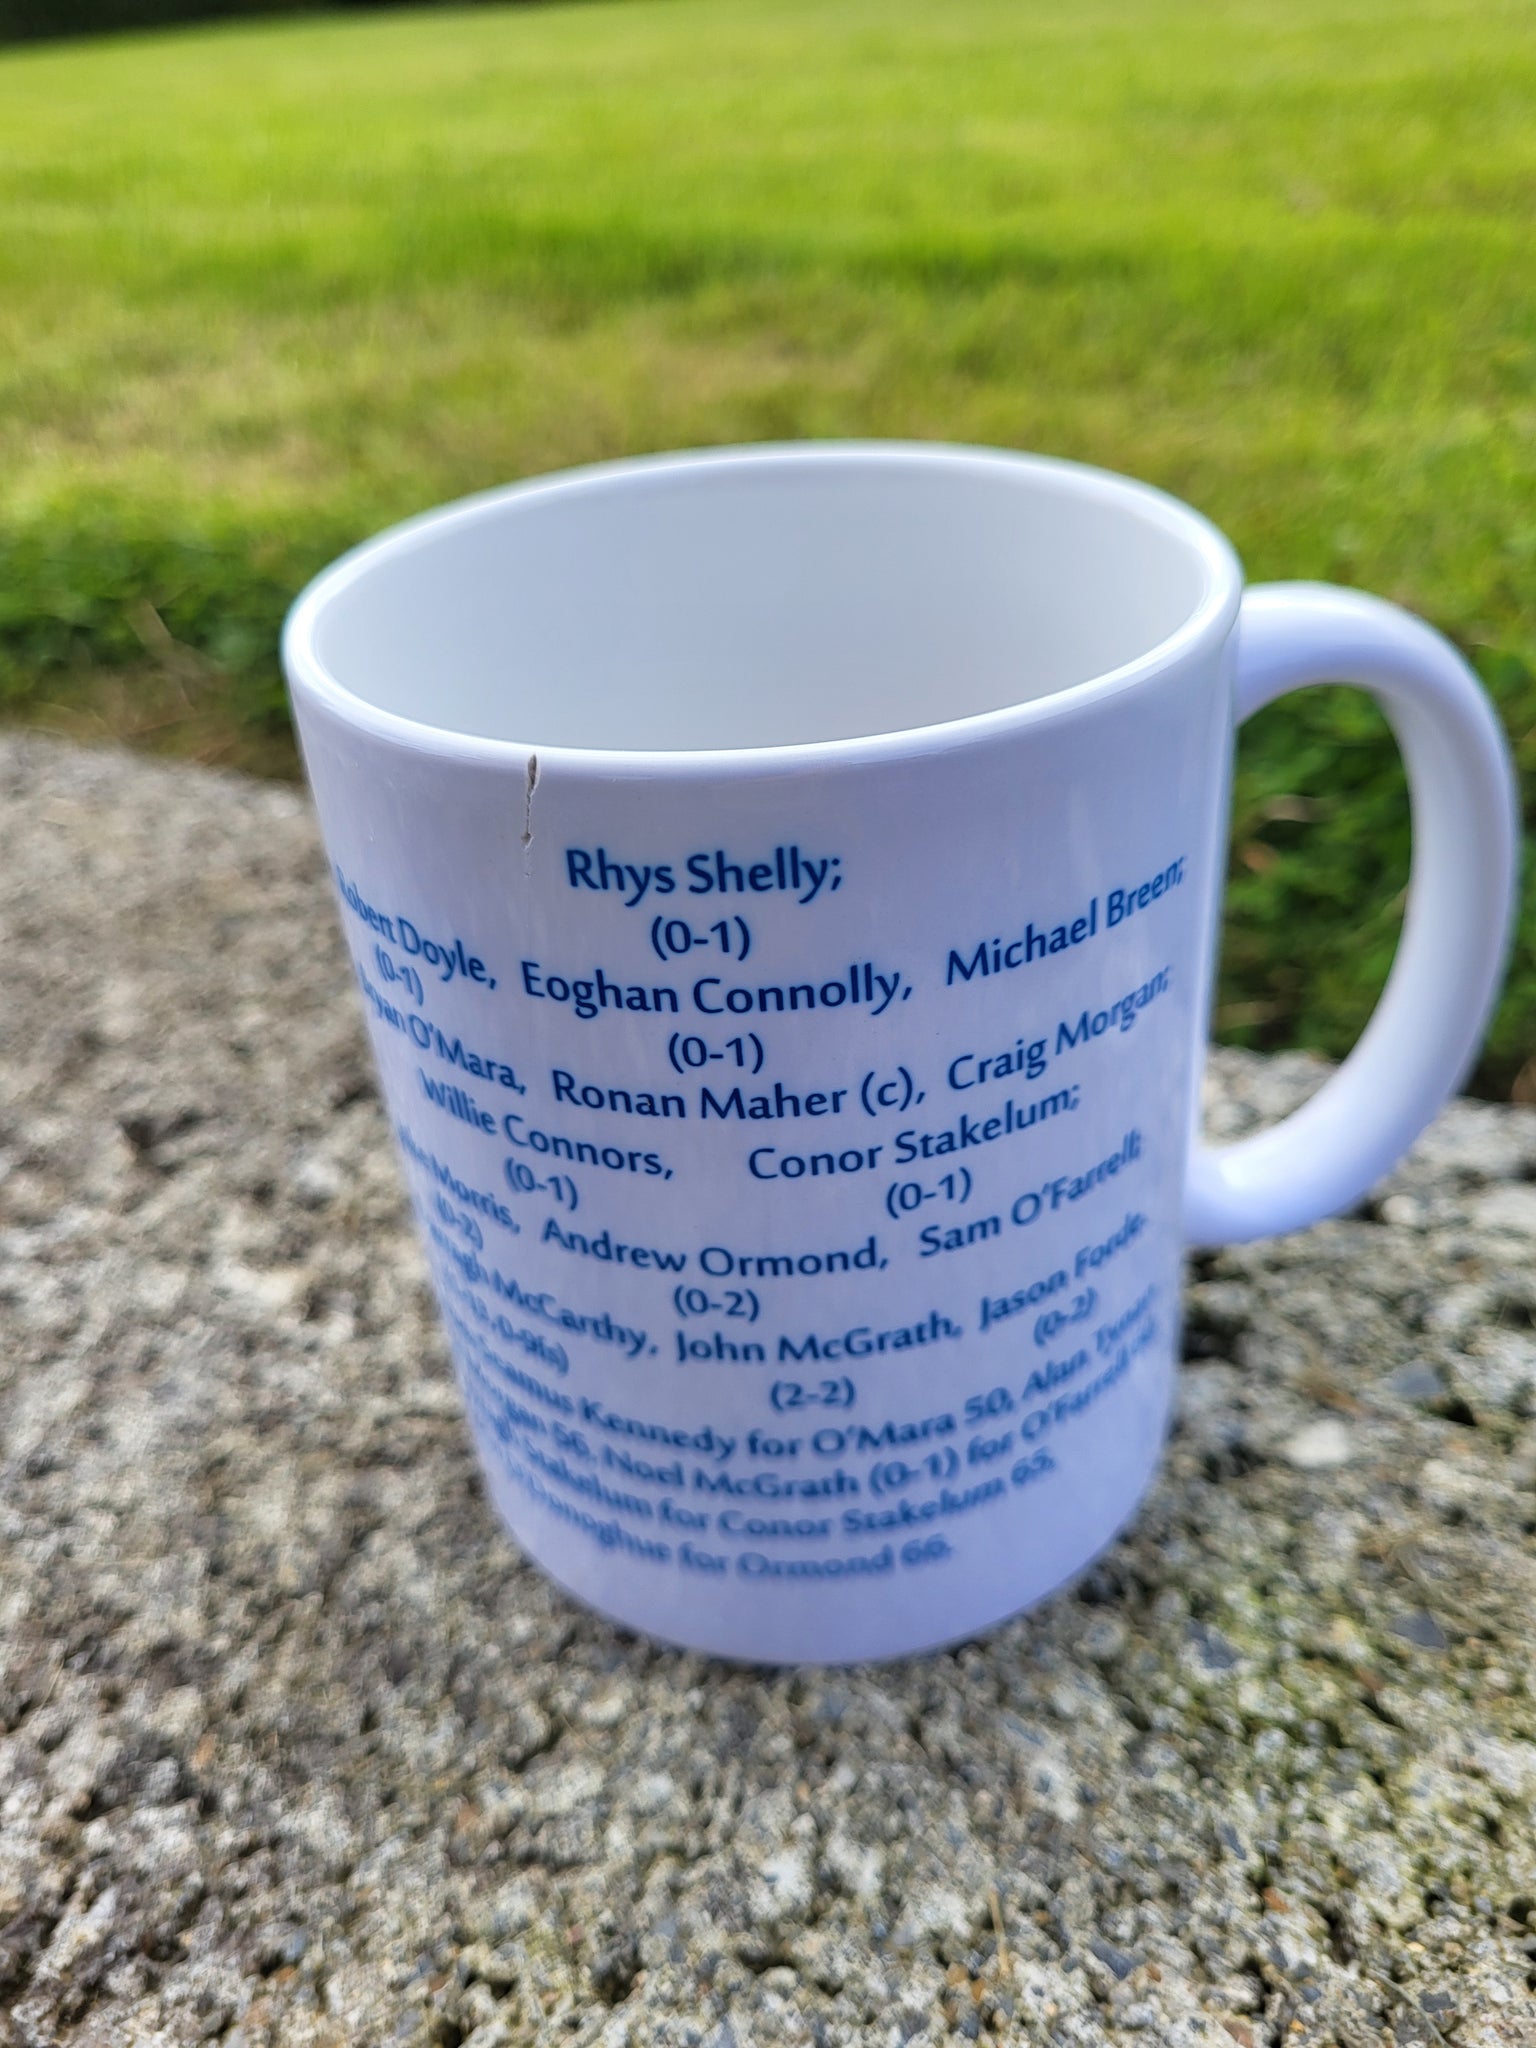 Rhys Shelly;
(0-1)
Robert Doyle, Eoghan Connolly, Michael Breen;
(0-1) (0-1)
Bryan O'Mara, Ronan Maher (c), Craig Morgan;
Willie Connors, Conor Stakelum;
(0-1) (0-1)
Morris, Andrew Ormond, Sam O'Farrell;
(0-2) (0-2)
McCarthy, John McGrath, Jason Forde.
(2-2) (0-2)
Seamus Kennedy for O'Mara 50, Alan
56, Noel McGrath (0-1) for O'Farrell
Stakelum for Conor Stakelum 65,
O'Donoghue for Ormond 66.